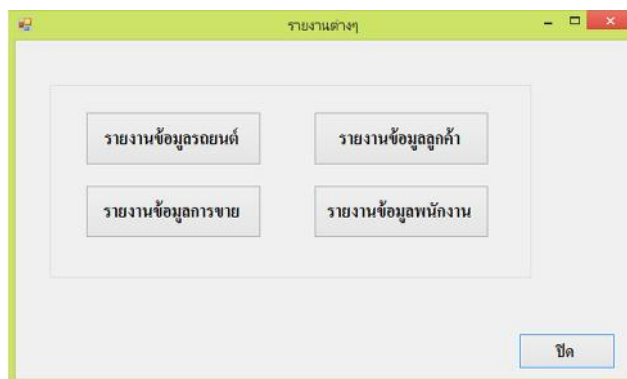 รายงานต่างๆ
รายงานข้อมูลรถยนต์ รายงานข้อมูลลูกค้า
รายงานข้อมูลการขาย รายงานข้อมูลพนักงาน
ปิด